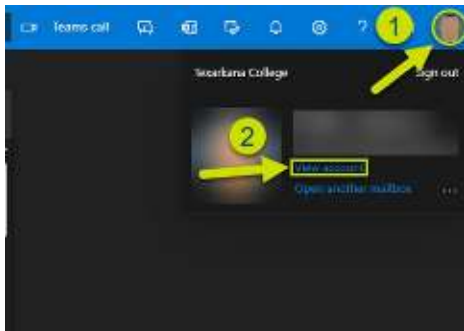 Teams call
?
1
Texarkana College
Sign out
2
View account
Open another mailbox
...